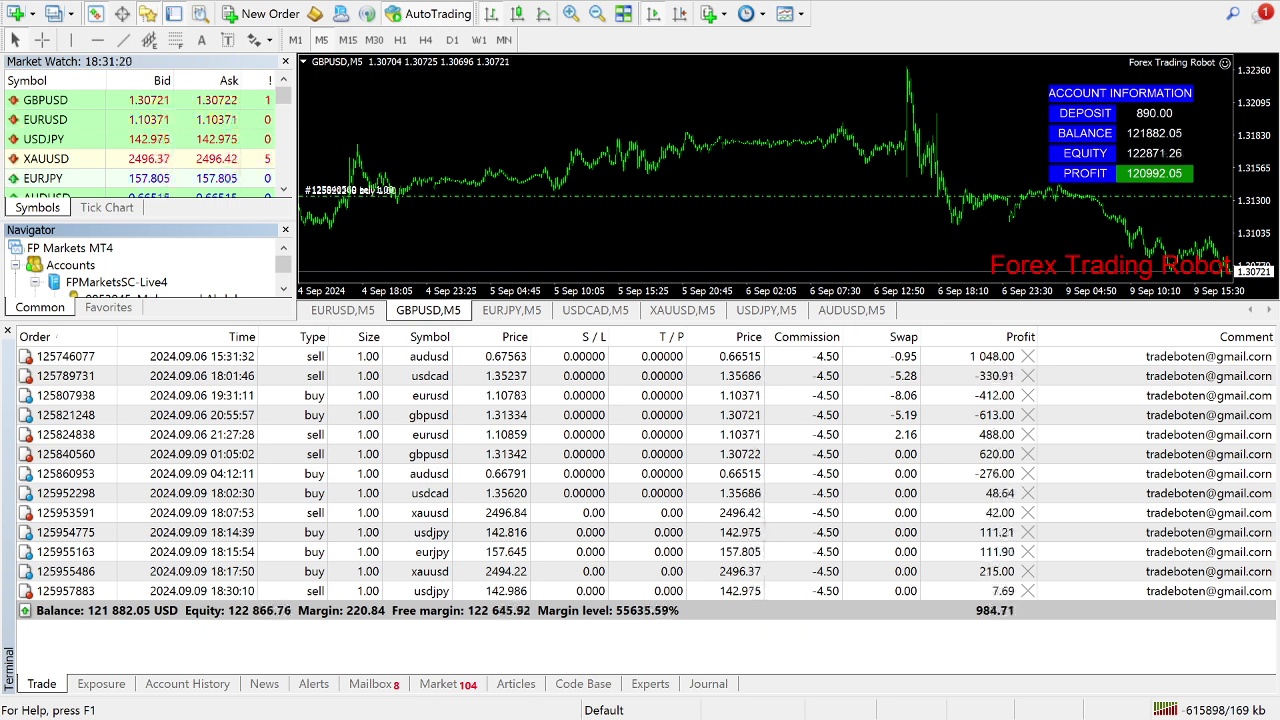 New Order AutoTrading 1
A T M1 M5 M15 M30 H1 H4 D1 W1 MN
Market Watch: 18:31:20
Symbol Bid Ask !
GBPUSD 1.30721 1.30722 1
EURUSD 1.10371 1.10371 0
USDJPY 142.975 142.975 0
XAUUSD 2496.37 2496.42 5
EURJPY 157.805 157.805 0
Symbols Tick Chart
Navigator
FP Markets MT4
Accounts
FPMarketsSC-Live4
Common Favorites
GBPUSD,M5 1.30704 1.30725 1.30696 1.30721
Forex Trading Robot
ACCOUNT INFORMATION
DEPOSIT 890.00
BALANCE 121882.05
EQUITY 122871.26
PROFIT 120992.05
1.32360
1.32095
1.31830
1.31565
1.31300
1.31035
1.30721
Forex Trading Robot
4 Sep 2024 4 Sep 18:05 4 Sep 23:25 5 Sep 04:45 5 Sep 10:05 5 Sep 15:25 5 Sep 20:45 6 Sep 02:05 6 Sep 07:30 6 Sep 12:50 6 Sep 18:10 6 Sep 23:30 9 Sep 04:50 9 Sep 10:10 9 Sep 15:30
EURUSD,M5 GBPUSD,M5 EURJPY,M5 USDCAD,M5 XAUUSD,M5 USDJPY,M5 AUDUSD,M5
Order Time Type Size Symbol Price S / L T / P Price Commission Swap Profit Comment
125746077 2024.09.06 15:31:32 sell 1.00 audusd 0.67563 0.00000 0.00000 0.66515 -4.50 -0.95 1 048.00 tradeboten@gmail.corn
125789731 2024.09.06 18:01:46 sell 1.00 usdcad 1.35237 0.00000 0.00000 1.35686 -4.50 -5.28 -330.91 tradeboten@gmail.corn
125807938 2024.09.06 19:31:11 buy 1.00 eurusd 1.10783 0.00000 0.00000 1.10371 -4.50 -8.06 -412.00 tradeboten@gmail.com
125821248 2024.09.06 20:55:57 buy 1.00 gbpusd 1.31334 0.00000 0.00000 1.30721 -4.50 -5.19 -613.00 tradeboten@gmail.com
125824838 2024.09.06 21:27:28 sell 1.00 eurusd 1.10859 0.00000 0.00000 1.10371 -4.50 2.16 488.00 tradeboten@gmail.com
125840560 2024.09.09 01:05:02 sell 1.00 gbpusd 1.31342 0.00000 0.00000 1.30722 -4.50 0.00 620.00 tradeboten@gmail.corn
125860953 2024.09.09 04:12:11 buy 1.00 audusd 0.66791 0.00000 0.00000 0.66515 -4.50 0.00 -276.00 tradeboten@gmail.com
125952298 2024.09.09 18:02:30 buy 1.00 usdcad 1.35620 0.00000 0.00000 1.35686 -4.50 0.00 48.64 tradeboten@gmail.corn
125953591 2024.09.09 18:07:53 sell 1.00 xauusd 2496.84 0.00 0.00 2496.42 -4.50 0.00 42.00 tradeboten@gmail.corn
125954775 2024.09.09 18:14:39 buy 1.00 usdjpy 142.816 0.000 0.000 142.975 -4.50 0.00 111.21 tradeboten@gmail.com
125955163 2024.09.09 18:15:54 buy 1.00 eurjpy 157.645 0.000 0.000 157.805 -4.50 0.00 111.90 tradeboten@gmail.com
125955486 2024.09.09 18:17:50 buy 1.00 xauusd 2494.22 0.00 0.00 2496.37 -4.50 0.00 215.00 tradeboten@gmail.com
125957883 2024.09.09 18:30:10 sell 1.00 usdjpy 142.986 0.000 0.000 142.975 -4.50 0.00 7.69 tradeboten@gmail.com
Balance: 121 882.05 USD Equity: 122 866.76 Margin: 220.84 Free margin: 122 645.92 Margin level: 55635.59% 984.71
Terminal
Trade Exposure Account History News Alerts Mailbox 8 Market 104 Articles Code Base Experts Journal
For Help, press F1 Default 615898/169 kb